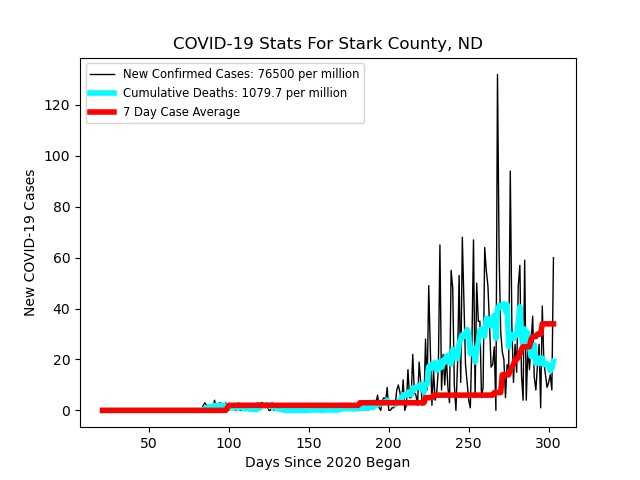 COVID-19 Stats For Stark County, ND
New Confirmed Cases: 76500 per million
Cumulative Deaths: 1079.7 per million
7 Day Case Average
New COVID-19 Cases
120
100
80
60
40
20
0
50
100
150
200
250
300
Days Since 2020 Began